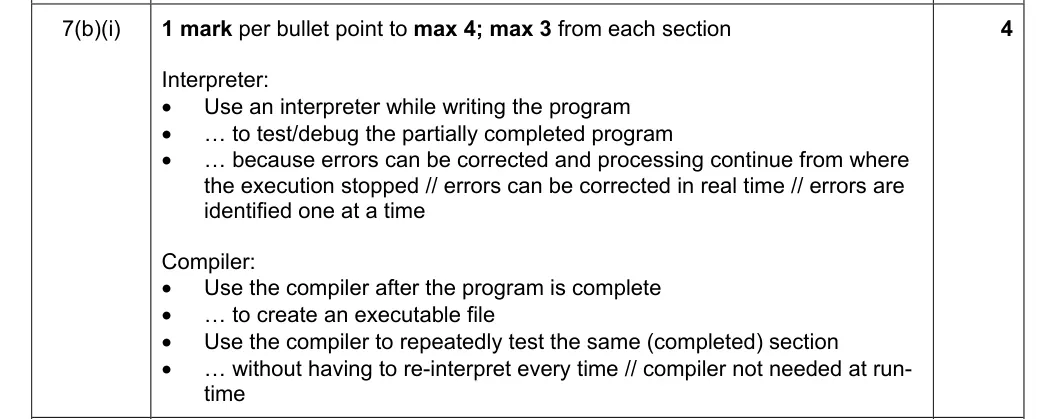 7(b)(i) 1 mark per bullet point to max 4; max 3 from each section 4
Interpreter:
• Use an interpreter while writing the program
• … to test/debug the partially completed program
• … because errors can be corrected and processing continue from where
the execution stopped // errors can be corrected in real time // errors are
identified one at a time
Compiler:
• Use the compiler after the program is complete
• … to create an executable file
• Use the compiler to repeatedly test the same (completed) section
• … without having to re-interpret every time // compiler not needed at run-
time